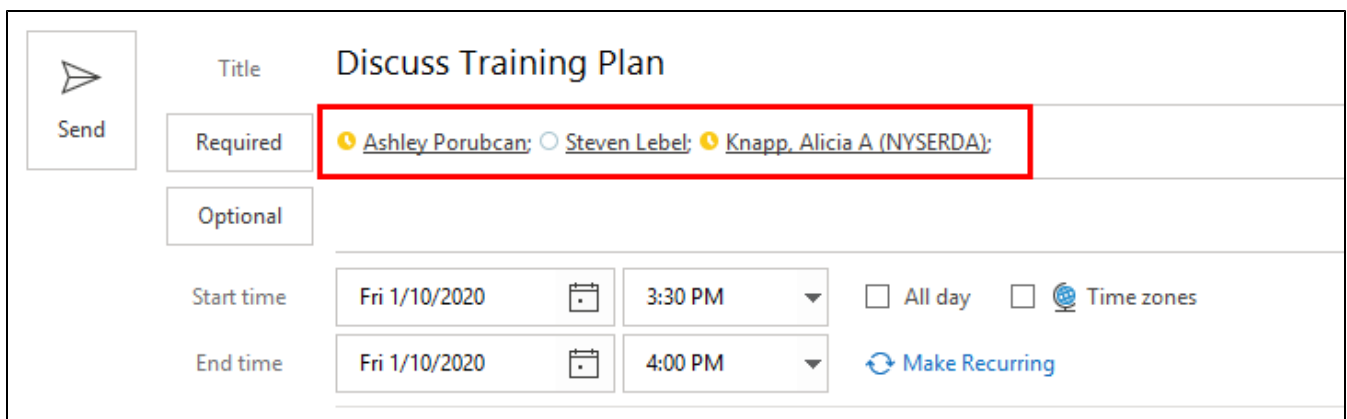 Title Discuss Training Plan
Send
Required Ashley Porubcan; Steven Lebel; Knapp, Alicia A (NYSERDA);
Optional
Start time Fri 1/10/2020 3:30 PM All day Time zones
End time Fri 1/10/2020 4:00 PM Make Recurring